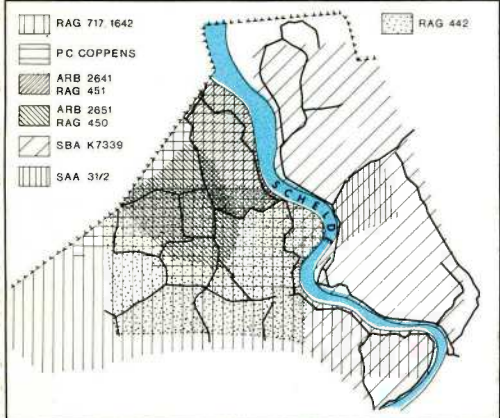 RAG 717, 1642
PC COPPENS
ARB 2641
RAG 451
ARB 2651
RAG 450
SBA K7339
SAA 31/2
RAG 442
SCHELDE